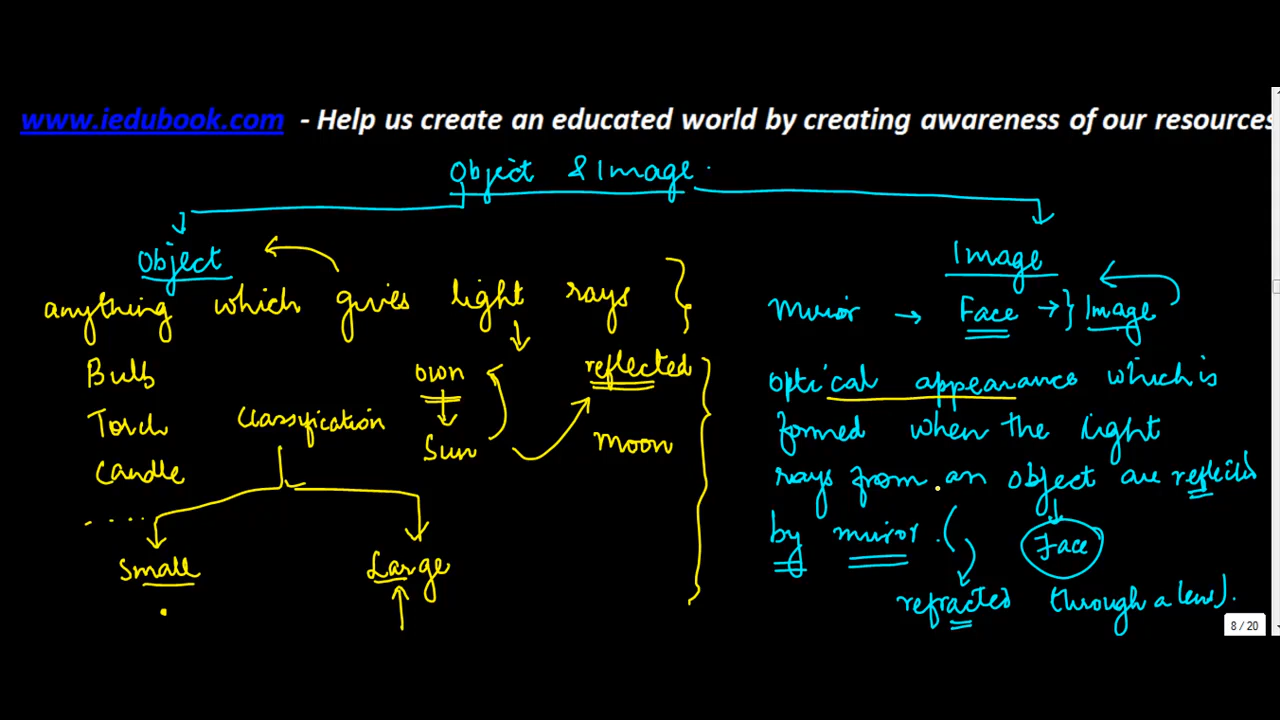 www.iedubook.com - Help us create an educated world by creating awareness of our resources
Object & Image
Object
anything which gives light rays
Bulb
Torch
Candle
.....
Classification
Small
Large
own
Sun
reflected
Moon
Image
Mirror → Face → } Image
optical appearance which is
formed when the light
rays from an object are reflected
by mirror. (
Face
refracted through a lens).
8 / 20